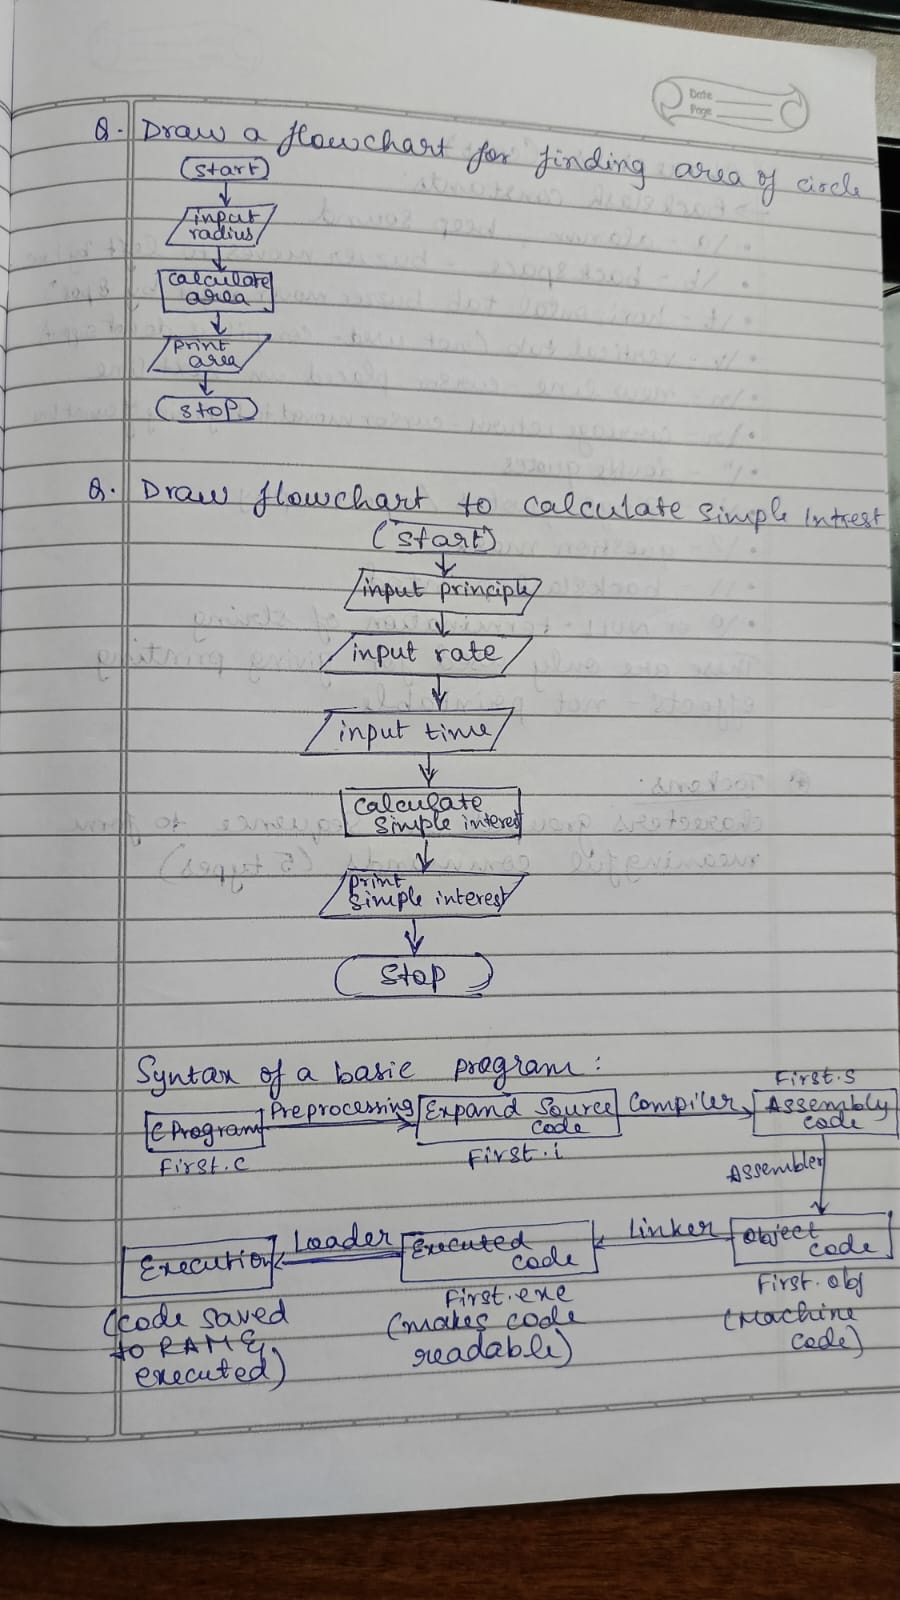 Date
Page
Q. Draw a flowchart for finding area of circle
(start)
input
radius
calculate
area
print
area
(stop)
Q. Draw flowchart to calculate simple Intrest
(start)
input principle
input rate
input time
calculate
simple interest
print
simple interest
stop
Syntax of a basic program:
First.s
C Program Preprocessing Expand Source Code Compiler Assembly Code
First.c First.i
Assembler
Execution Loader Executed code Linker Object code
First.exe First.obj
(code saved to RAM & executed) (makes code readable) (Machine code)